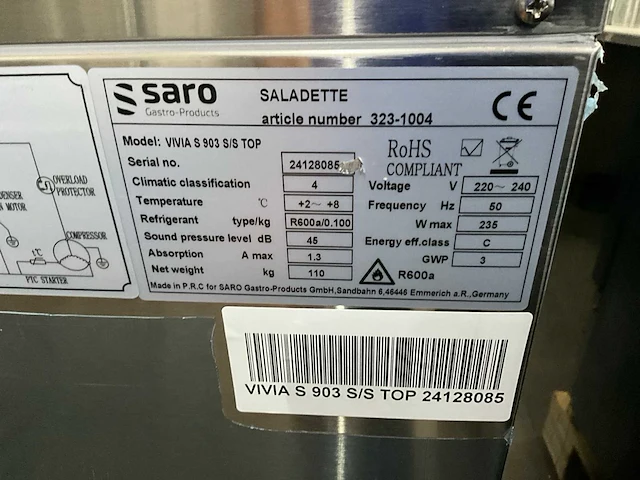 saro
Gastro-Products
SALADETTE
article number 323-1004
CE
Model: VIVIA S 903 S/S TOP
Serial no. 24128085
Climatic classification 4
Temperature °C +2~ +8
Refrigerant type/kg R600a/0.100
Sound pressure level dB 45
Absorption A max 1.3
Net weight kg 110
RoHS
COMPLIANT
Voltage V 220~ 240
Frequency Hz 50
W max 235
Energy eff.class C
GWP 3
R600a
Made in P.R.C for SARO Gastro-Products GmbH,Sandbahn 6,46446 Emmerich a.R.,Germany
OVERLOAD
PROTECTOR
COMPRESSOR
°C
PTC STARTER
VIVIA S 903 S/S TOP 24128085